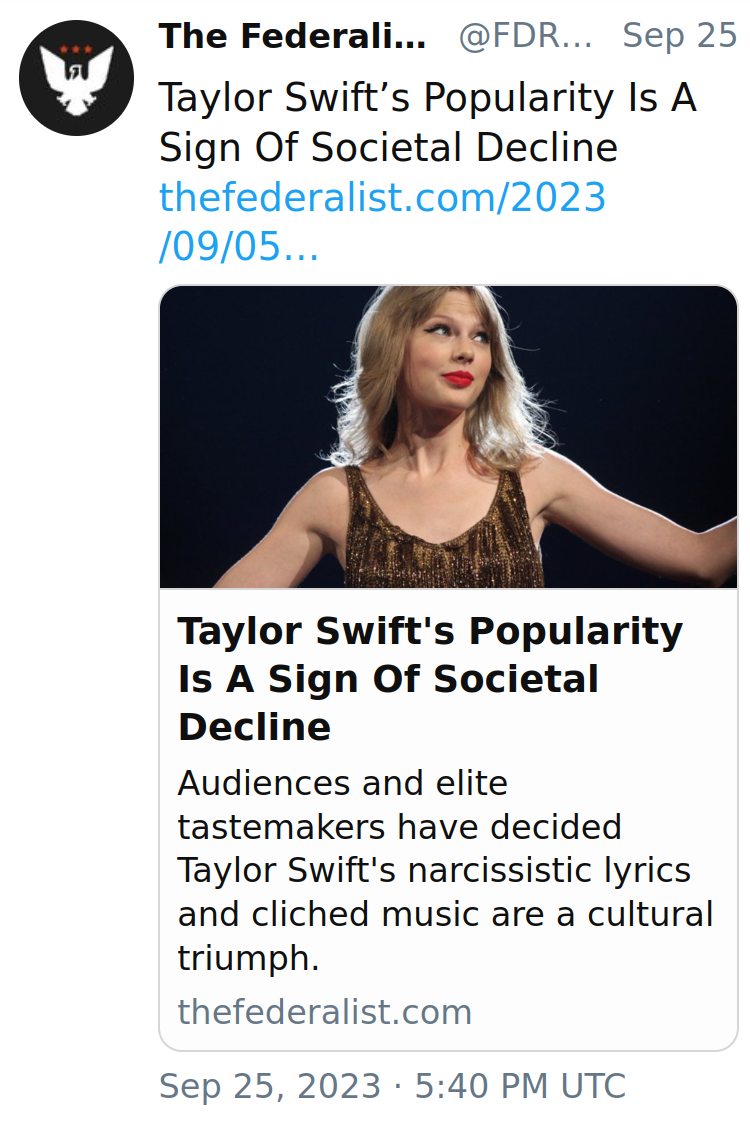 The Federali… @FDR… Sep 25
Taylor Swift’s Popularity Is A
Sign Of Societal Decline
thefederalist.com/2023
/09/05…
Taylor Swift's Popularity
Is A Sign Of Societal
Decline
Audiences and elite
tastemakers have decided
Taylor Swift's narcissistic lyrics
and cliched music are a cultural
triumph.
thefederalist.com
Sep 25, 2023 · 5:40 PM UTC